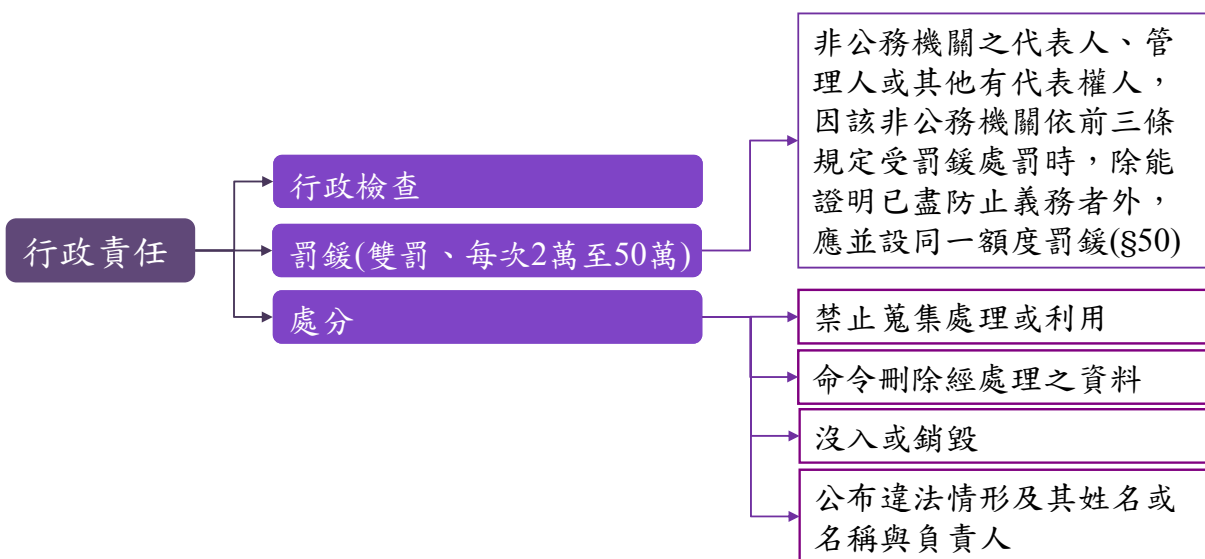 非公務機關之代表人、管
理人或其他有代表權人，
因該非公務機關依前三條
規定受罰鍰處罰時，除能
證明已盡防止義務者外，
應並設同一額度罰鍰(§50)
行政責任
行政檢查
罰鍰(雙罰、每次2萬至50萬)
處分
禁止蒐集處理或利用
命令刪除經處理之資料
沒入或銷毀
公布違法情形及其姓名或
名稱與負責人